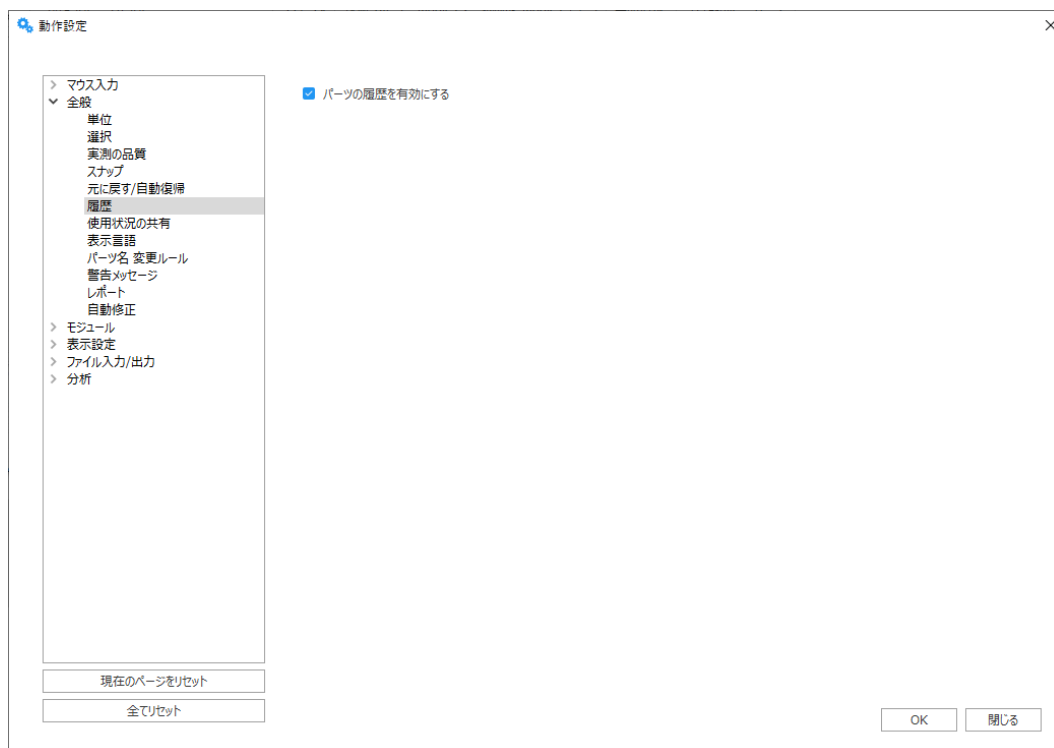 動作設定
マウス入力
全般
単位
選択
実測の品質
スナップ
元に戻す/自動復帰
履歴
使用状況の共有
表示言語
パーツ名 変更ルール
警告メッセージ
レポート
自動修正
モジュール
表示設定
ファイル入力/出力
分析
パーツの履歴を有効にする
現在のページをリセット
全てリセット
OK
閉じる